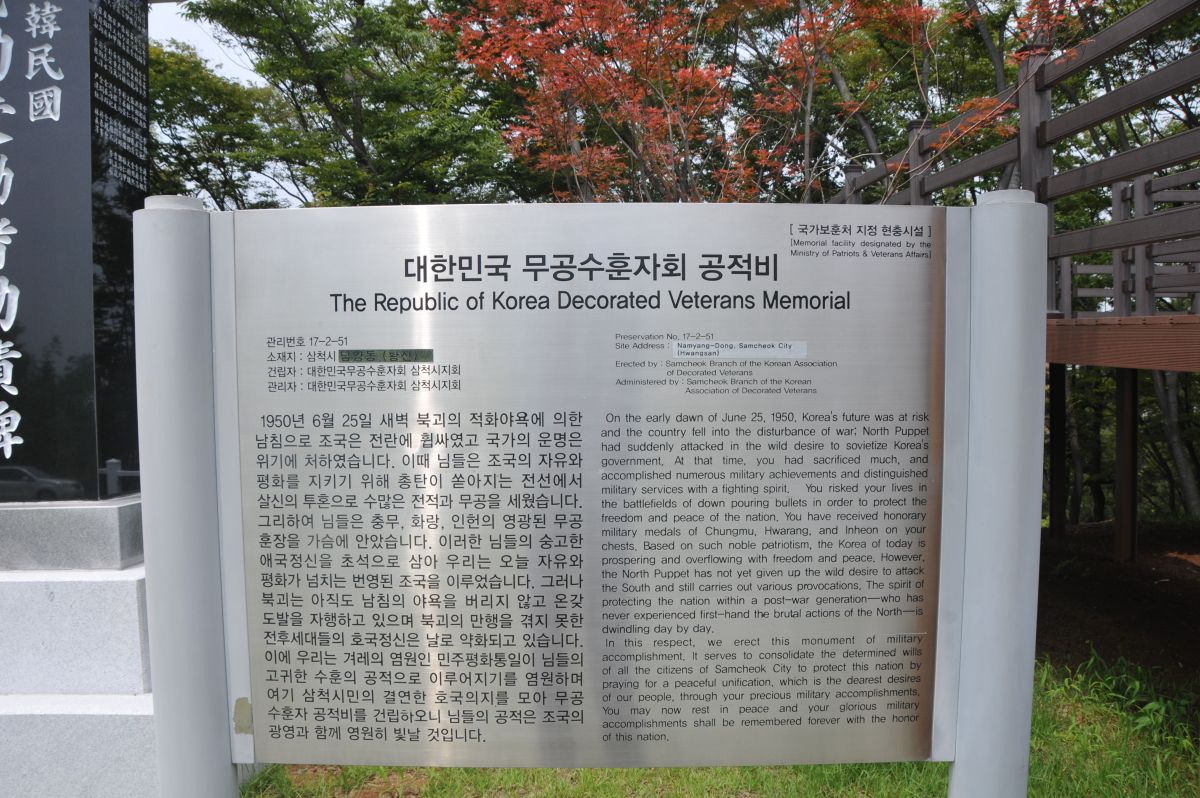 韓民國
[ 국가보훈처 지정 현충시설 ]
[Memorial facility designated by the
Ministry of Patriots & Veterans Affairs]
대한민국 무공수훈자회 공적비
The Republic of Korea Decorated Veterans Memorial
관리번호 17-2-51
소재지 : 삼척시 남양동 (황산)
건립자 : 대한민국무공수훈자회 삼척시지회
관리자 : 대한민국무공수훈자회 삼척시지회
1950년 6월 25일 새벽 북괴의 적화야욕에 의한
남침으로 조국은 전란에 휩싸였고 국가의 운명은
위기에 처하였습니다. 이때 님들은 조국의 자유와
평화를 지키기 위해 총탄이 쏟아지는 전선에서
살신의 투혼으로 수많은 전적과 무공을 세웠습니다.
그리하여 님들은 충무, 화랑, 인헌의 영광된 무공
훈장을 가슴에 안았습니다. 이러한 님들의 숭고한
애국정신을 초석으로 삼아 우리는 오늘 자유와
평화가 넘치는 번영된 조국을 이루었습니다. 그러나
북괴는 아직도 남침의 야욕을 버리지 않고 온갖
도발을 자행하고 있으며 북괴의 만행을 겪지 못한
전후세대들의 호국정신은 날로 약화되고 있습니다.
이에 우리는 겨레의 염원인 민주평화통일이 님들의
고귀한 수훈의 공적으로 이루어지기를 염원하며
여기 삼척시민의 결연한 호국의지를 모아 무공
수훈자 공적비를 건립하오니 님들의 공적은 조국의
광영과 함께 영원히 빛날 것입니다.
Preservation No. 17-2-51
Site Address : Namyang-Dong, Samcheok City
(Hwangsan)
Erected by : Samcheok Branch of the Korean Association
of Decorated Veterans
Administered by : Samcheok Branch of the Korean
Association of Decorated Veterans
On the early dawn of June 25, 1950, Korea's future was at risk
and the country fell into the disturbance of war; North Puppet
had suddenly attacked in the wild desire to sovietize Korea's
government. At that time, you had sacrificed much, and
accomplished numerous military achievements and distinguished
military services with a fighting spirit. You risked your lives in
the battlefields of down pouring bullets in order to protect the
freedom and peace of the nation. You have received honorary
military medals of Chungmu, Hwarang, and Inheon on your
chests. Based on such noble patriotism, the Korea of today is
prospering and overflowing with freedom and peace. However,
the North Puppet has not yet given up the wild desire to attack
the South and still carries out various provocations. The spirit of
protecting the nation within a post-war generation—who has
never experienced first-hand the brutal actions of the North—is
dwindling day by day.
In this respect, we erect this monument of military
accomplishment. It serves to consolidate the determined wills
of all the citizens of Samcheok City to protect this nation by
praying for a peaceful unification, which is the dearest desires
of our people, through your precious military accomplishments.
You may now rest in peace and your glorious military
accomplishments shall be remembered forever with the honor
of this nation.